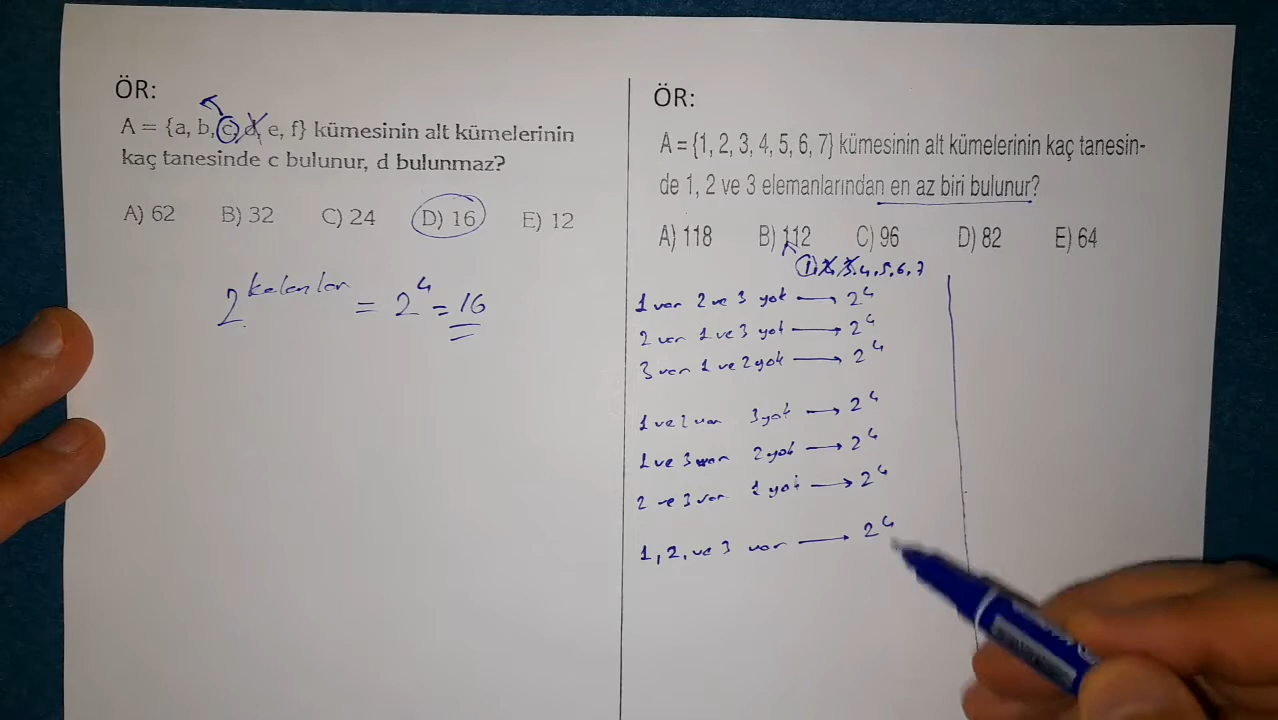 ÖR:
A = {a, b, c, d, e, f} kümesinin alt kümelerinin
kaç tanesinde c bulunur, d bulunmaz?
A) 62 B) 32 C) 24 D) 16 E) 12
2^kalanlar = 2^4 = 16
ÖR:
A = {1, 2, 3, 4, 5, 6, 7} kümesinin alt kümelerinin kaç tanesin-
de 1, 2 ve 3 elemanlarından en az biri bulunur?
A) 118 B) 112 C) 96 D) 82 E) 64
1, 2, 3, 4, 5, 6, 7
1 var 2 ve 3 yok → 2^4
2 var 1 ve 3 yok → 2^4
3 var 1 ve 2 yok → 2^4
1 ve 2 var 3 yok → 2^4
1 ve 3 var 2 yok → 2^4
2 ve 3 var 1 yok → 2^4
1, 2, ve 3 var → 2^4